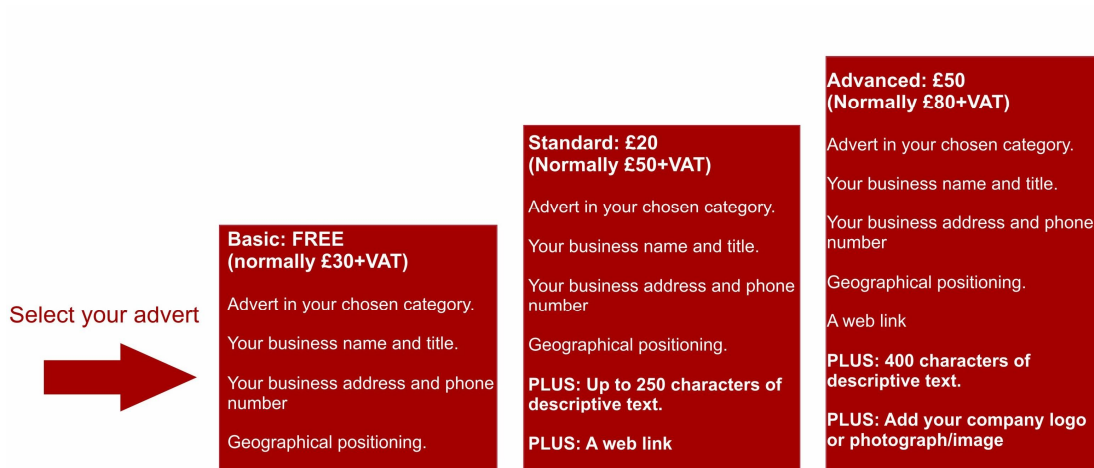 Select your advert
Basic: FREE
(normally £30+VAT)
Advert in your chosen category.
Your business name and title.
Your business address and phone
number
Geographical positioning.
Standard: £20
(Normally £50+VAT)
Advert in your chosen category.
Your business name and title.
Your business address and phone
number
Geographical positioning.
PLUS: Up to 250 characters of
descriptive text.
PLUS: A web link
Advanced: £50
(Normally £80+VAT)
Advert in your chosen category.
Your business name and title.
Your business address and phone
number
Geographical positioning.
A web link
PLUS: 400 characters of
descriptive text.
PLUS: Add your company logo
or photograph/image